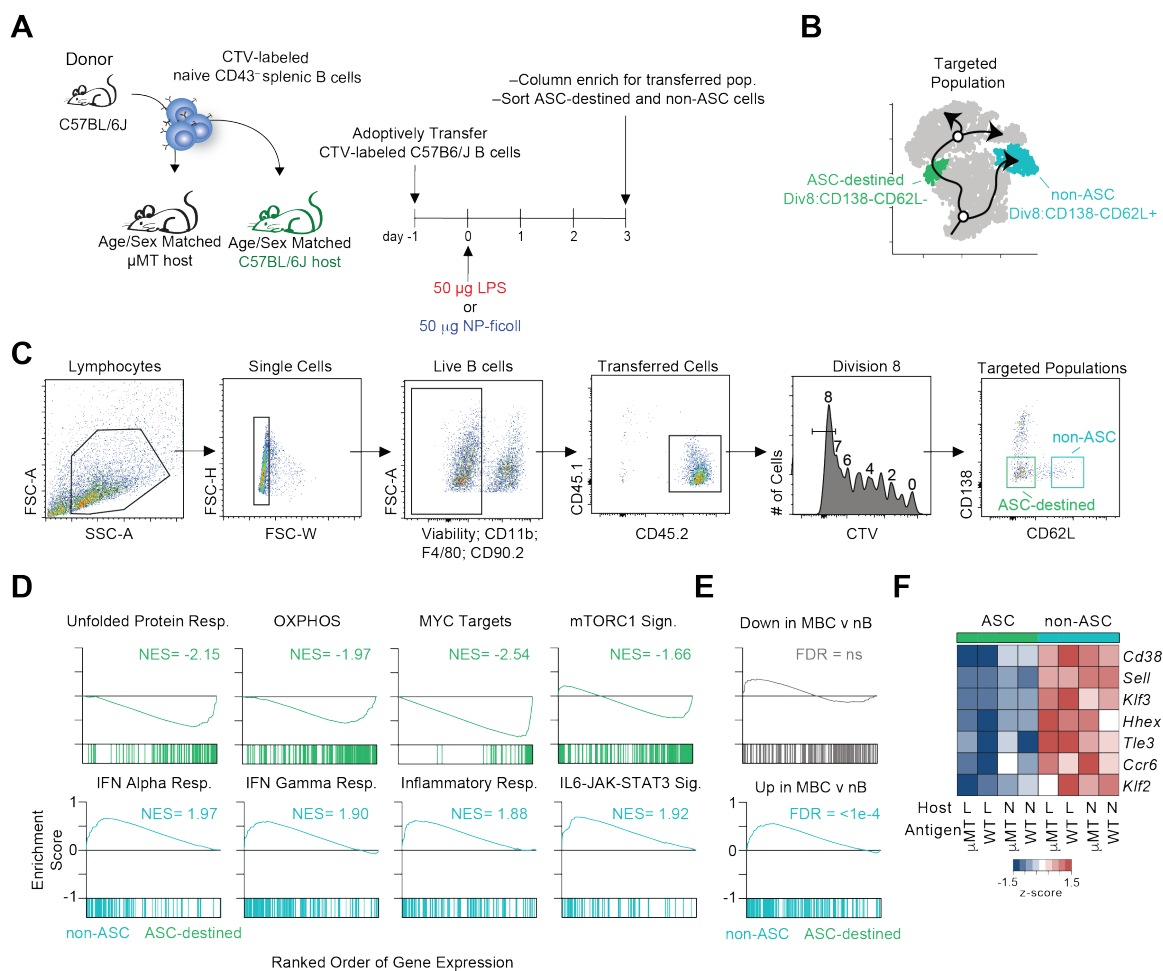 A
Donor
C57BL/6J
CTV-labeled
naive CD43⁻ splenic B cells
Age/Sex Matched
µMT host
Age/Sex Matched
C57BL/6J host
Adoptively Transfer
CTV-labeled C57B6/J B cells
–Column enrich for transferred pop.
–Sort ASC-destined and non-ASC cells
day -1 0 1 2 3
50 µg LPS
or
50 µg NP-ficoll
B
Targeted
Population
ASC-destined
Div8:CD138-CD62L-
non-ASC
Div8:CD138-CD62L+
C
Lymphocytes
FSC-A
SSC-A
Single Cells
FSC-H
FSC-W
Live B cells
FSC-A
Viability; CD11b;
F4/80; CD90.2
Transferred Cells
CD45.1
CD45.2
Division 8
# of Cells
8 7 6 4 2 0
CTV
Targeted Populations
CD138
non-ASC
ASC-destined
CD62L
D
Unfolded Protein Resp.
NES= -2.15
OXPHOS
NES= -1.97
MYC Targets
NES= -2.54
mTORC1 Sign.
NES= -1.66
IFN Alpha Resp.
NES= 1.97
IFN Gamma Resp.
NES= 1.90
Inflammatory Resp.
NES= 1.88
IL6-JAK-STAT3 Sig.
NES= 1.92
Enrichment
Score
1
0
-1
non-ASC ASC-destined
Ranked Order of Gene Expression
E
Down in MBC v nB
FDR = ns
Up in MBC v nB
FDR = <1e-4
1
0
-1
non-ASC ASC-destined
F
ASC non-ASC
Cd38
Sell
Klf3
Hhex
Tle3
Ccr6
Klf2
Host L L N N L L N N
Antigen µMT WT µMT WT µMT WT µMT WT
-1.5 1.5
z-score